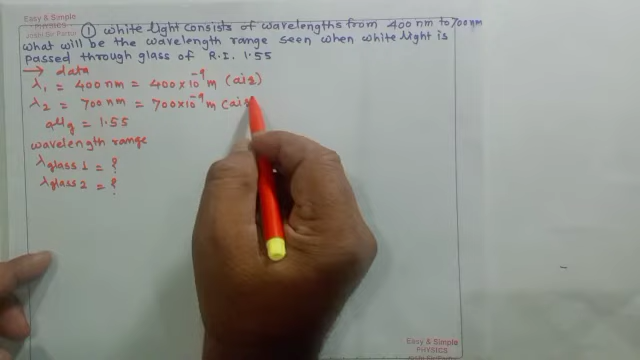 Easy & Simple
PHYSICS
Joshi Sir Parbar
① White light consists of wavelengths from 400 nm to 700 nm
what will be the wavelength range seen when white light is
passed through glass of R.I. 1.55
→ data
λ₁ = 400 nm = 400×10⁻⁹ m (air)
λ₂ = 700 nm = 700×10⁻⁹ m (air
aμg = 1.55
wavelength range
λglass 1 = ?
λglass 2 = ?
Easy & Simple
PHYSICS